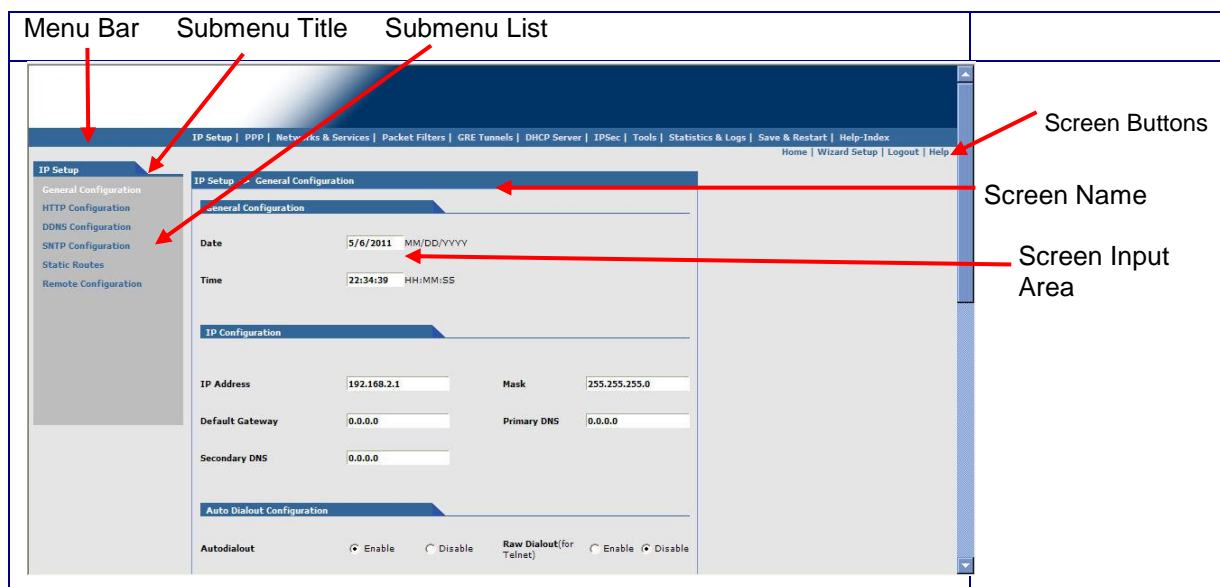 Menu Bar Submenu Title Submenu List
IP Setup | PPP | Networks & Services | Packet Filters | GRE Tunnels | DHCP Server | IPSec | Tools | Statistics & Logs | Save & Restart | Help-Index
Home | Wizard Setup | Logout | Help
Screen Buttons
IP Setup
General Configuration
HTTP Configuration
DDNS Configuration
SNTP Configuration
Static Routes
Remote Configuration
IP Setup > General Configuration
Screen Name
General Configuration
Date 5/6/2011 MM/DD/YYYY
Screen Input
Area
Time 22:34:39 HH:MM:SS
IP Configuration
IP Address 192.168.2.1 Mask 255.255.255.0
Default Gateway 0.0.0.0 Primary DNS 0.0.0.0
Secondary DNS 0.0.0.0
Auto Dialout Configuration
Autodialout Enable Disable Raw Dialout(for
Telnet) Enable Disable